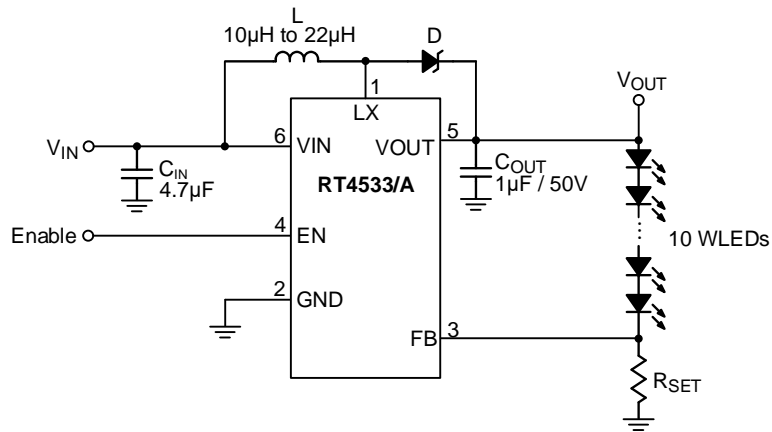 L
10µH to 22µH
D
VOUT
1
LX
5
6
VIN
VOUT
VIN
CIN
4.7µF
RT4533/A
COUT
1µF / 50V
4
Enable
EN
10 WLEDs
2
GND
3
FB
RSET